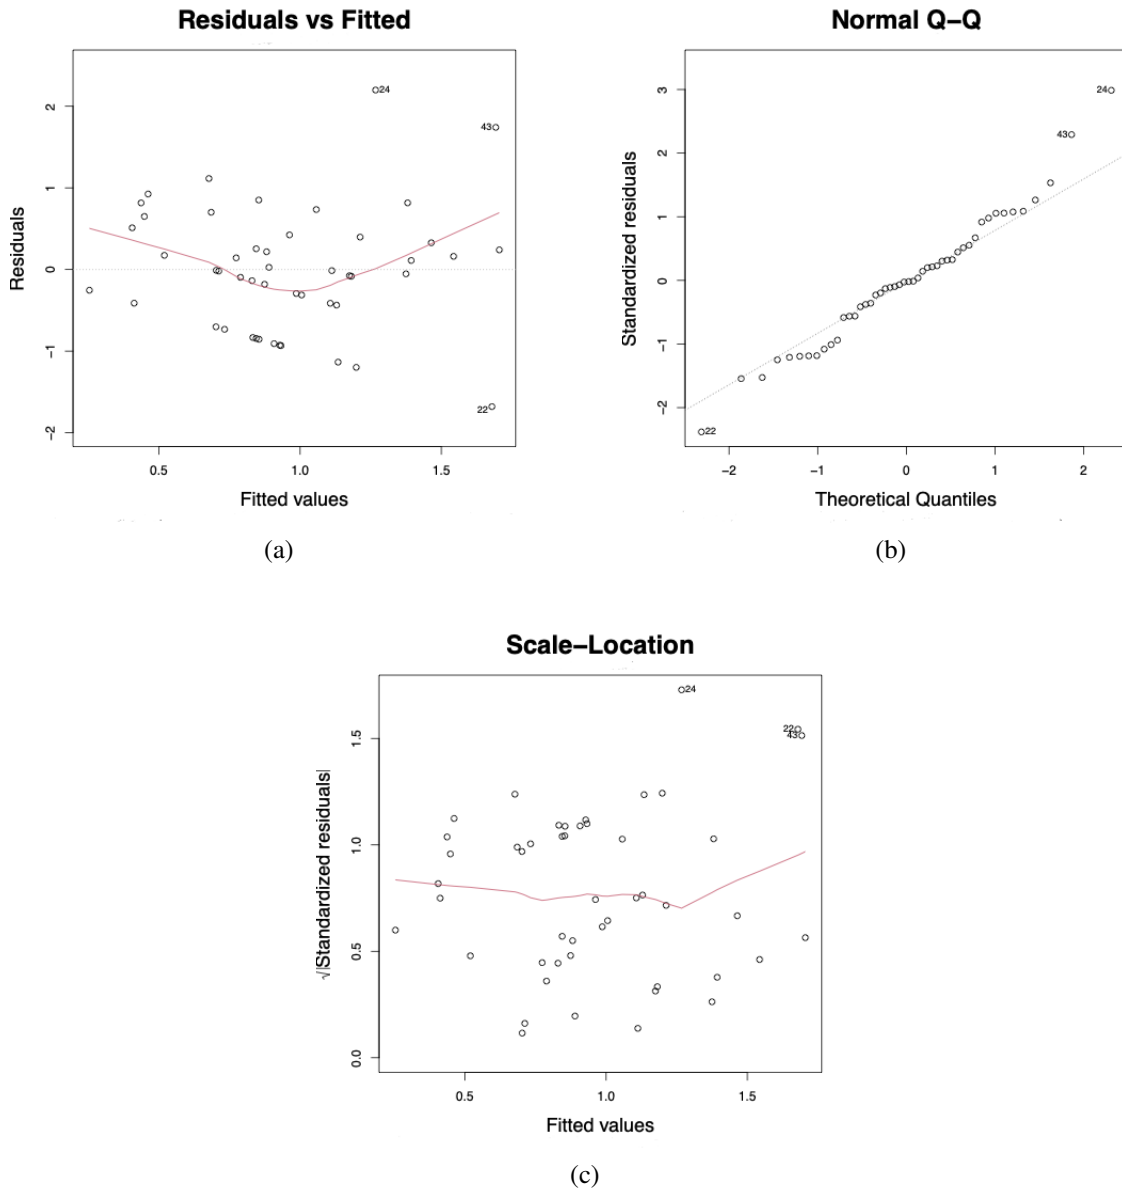 Residuals vs Fitted
Residuals
2
1
0
−1
−2
24
43
22
0.5 1.0 1.5
Fitted values
(a)
Normal Q−Q
Standardized residuals
3
2
1
0
−1
−2
24
43
22
−2 −1 0 1 2
Theoretical Quantiles
(b)
Scale−Location
√|Standardized residuals|
1.5
1.0
0.5
0.0
24
22
43
0.5 1.0 1.5
Fitted values
(c)